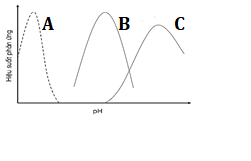 A B C
Hiệu suất phản ứng
pH